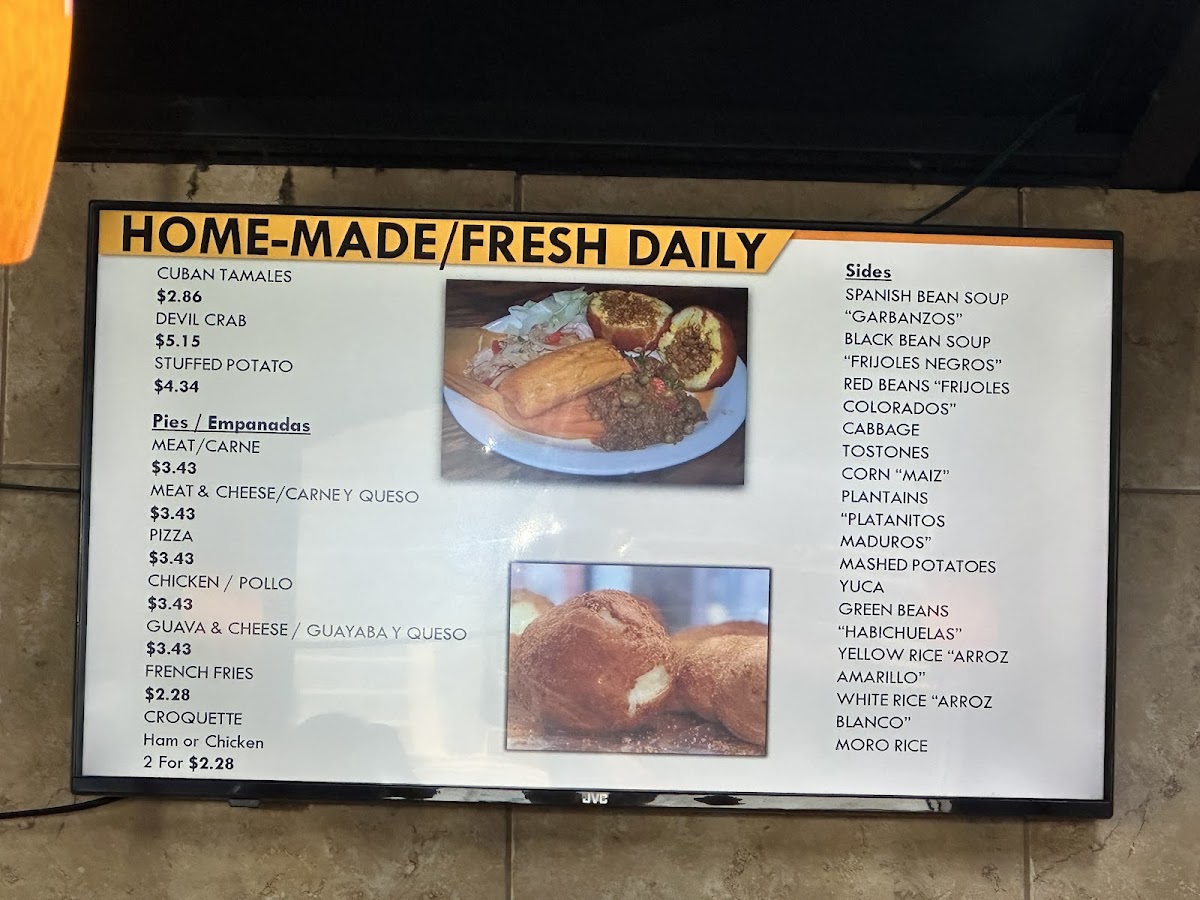 HOME-MADE/FRESH DAILY
CUBAN TAMALES
$2.86
DEVIL CRAB
$5.15
STUFFED POTATO
$4.34
Pies / Empanadas
MEAT/CARNE
$3.43
MEAT & CHEESE/CARNE Y QUESO
$3.43
PIZZA
$3.43
CHICKEN / POLLO
$3.43
GUAVA & CHEESE / GUAYABA Y QUESO
$3.43
FRENCH FRIES
$2.28
CROQUETTE
Ham or Chicken
2 For $2.28
Sides
SPANISH BEAN SOUP
“GARBANZOS”
BLACK BEAN SOUP
“FRIJOLES NEGROS”
RED BEANS “FRIJOLES
COLORADOS”
CABBAGE
TOSTONES
CORN “MAIZ”
PLANTAINS
“PLATANITOS
MADUROS”
MASHED POTATOES
YUCA
GREEN BEANS
“HABICHUELAS”
YELLOW RICE “ARROZ
AMARILLO”
WHITE RICE “ARROZ
BLANCO”
MORO RICE
JVC